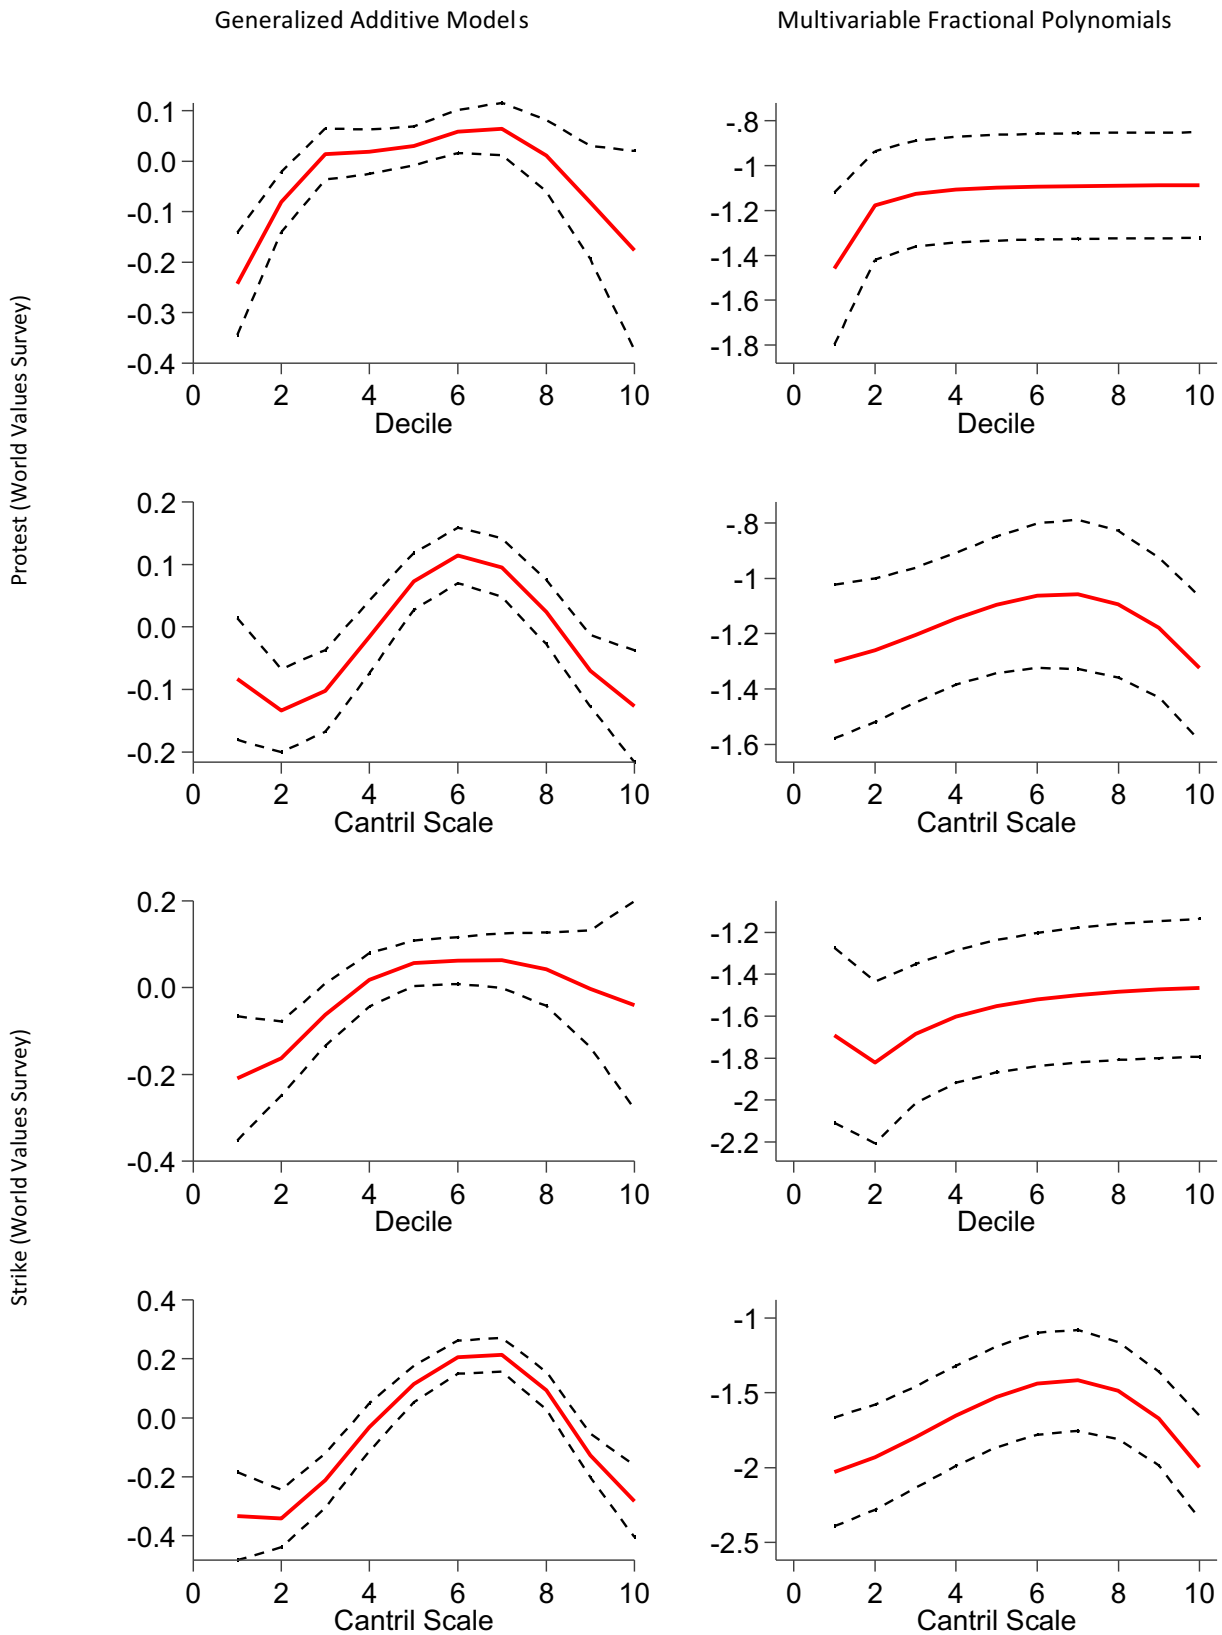 Generalized Additive Models
Multivariable Fractional Polynomials
Protest (World Values Survey)
0.1
0.0
-0.1
-0.2
-0.3
-0.4
0 2 4 6 8 10
Decile
-.8
-1
-1.2
-1.4
-1.6
-1.8
0 2 4 6 8 10
Decile
0.2
0.1
0.0
-0.1
-0.2
0 2 4 6 8 10
Cantril Scale
-.8
-1
-1.2
-1.4
-1.6
0 2 4 6 8 10
Cantril Scale
Strike (World Values Survey)
0.2
0.0
-0.2
-0.4
0 2 4 6 8 10
Decile
-1.2
-1.4
-1.6
-1.8
-2
-2.2
0 2 4 6 8 10
Decile
0.4
0.2
0.0
-0.2
-0.4
0 2 4 6 8 10
Cantril Scale
-1
-1.5
-2
-2.5
0 2 4 6 8 10
Cantril Scale